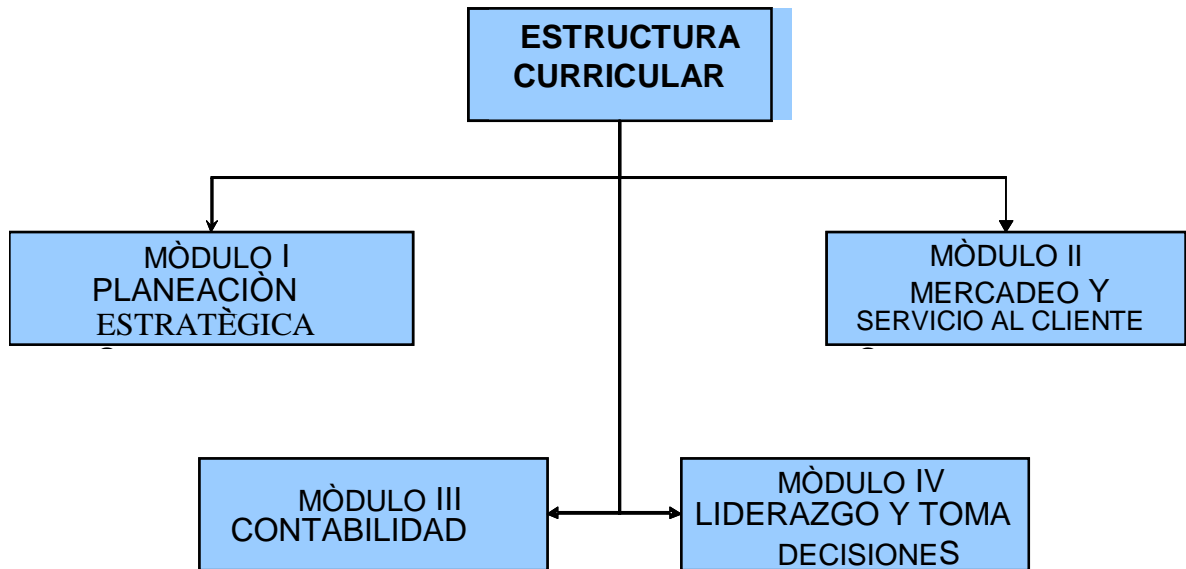 ESTRUCTURA
CURRICULAR
MÒDULO I
PLANEACIÒN
ESTRATÈGICA
MÒDULO II
MERCADEO Y
SERVICIO AL CLIENTE
MÒDULO III
CONTABILIDAD
MÒDULO IV
LIDERAZGO Y TOMA
DECISIONES